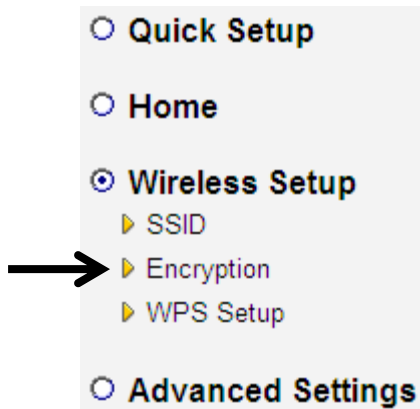 Quick Setup
Home
Wireless Setup
SSID
Encryption
WPS Setup
Advanced Settings